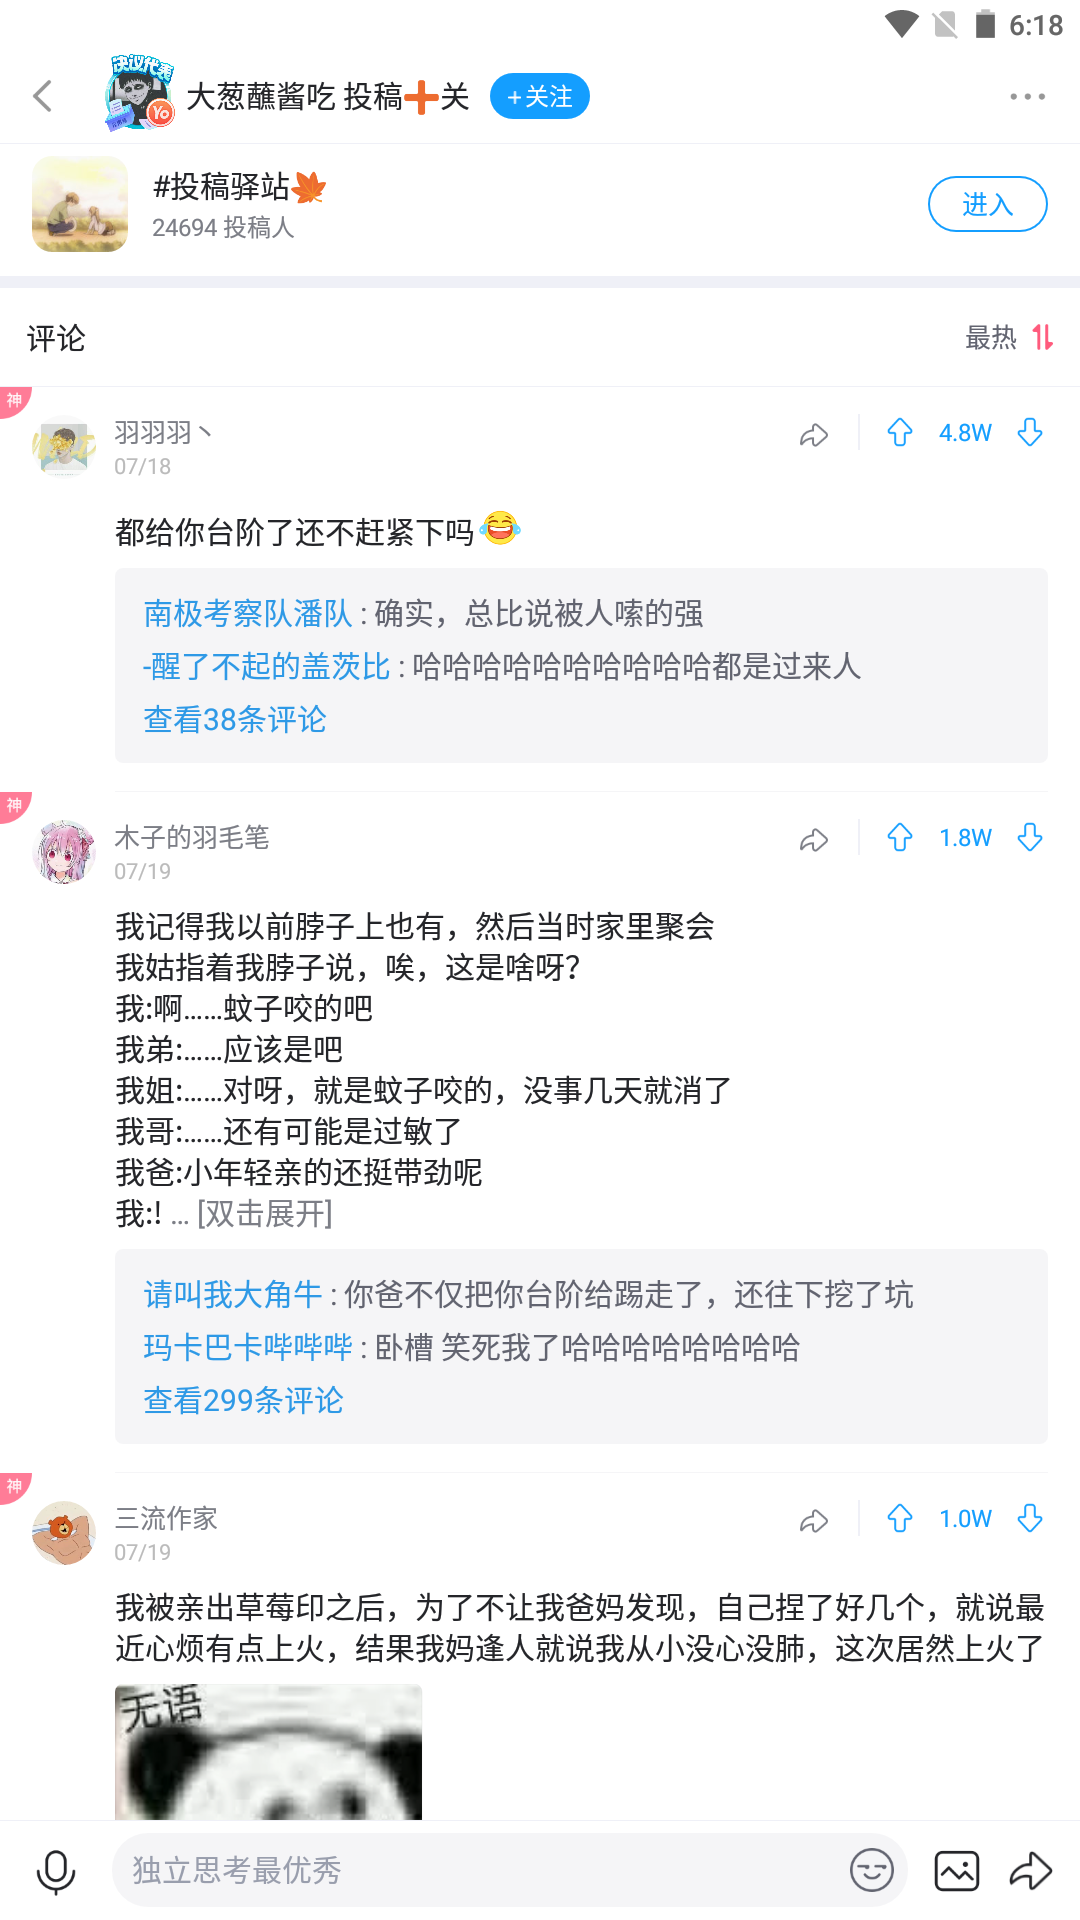 6:18
决议代表
Yo
大葱蘸酱吃 投稿➕关
+关注
#投稿驿站🍁
24694 投稿人
进入
评论
最热
神
羽羽羽丶
07/18
4.8W
都给你台阶了还不赶紧下吗😂
南极考察队潘队 : 确实，总比说被人嗦的强
-醒了不起的盖茨比 : 哈哈哈哈哈哈哈哈哈哈都是过来人
查看38条评论
神
木子的羽毛笔
07/19
1.8W
我记得我以前脖子上也有，然后当时家里聚会
我姑指着我脖子说，唉，这是啥呀？
我:啊......蚊子咬的吧
我弟:......应该是吧
我姐:......对呀，就是蚊子咬的，没事几天就消了
我哥:......还有可能是过敏了
我爸:小年轻亲的还挺带劲呢
我:! ... [双击展开]
请叫我大角牛 : 你爸不仅把你台阶给踢走了，还往下挖了坑
玛卡巴卡哔哔哔 : 卧槽 笑死我了哈哈哈哈哈哈哈哈
查看299条评论
神
三流作家
07/19
1.0W
我被亲出草莓印之后，为了不让我爸妈发现，自己捏了好几个，就说最
近心烦有点上火，结果我妈逢人就说我从小没心没肺，这次居然上火了
无语
独立思考最优秀